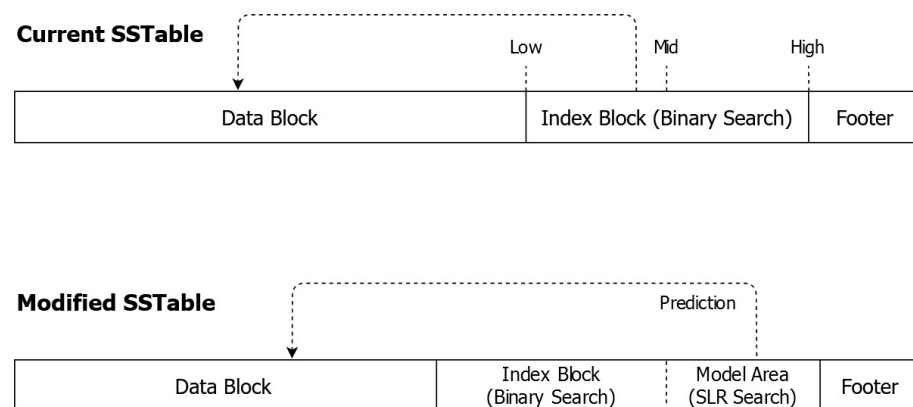 Current SSTable
Low
Mid
High
Data Block
Index Block (Binary Search)
Footer
Modified SSTable
Prediction
Data Block
Index Block
(Binary Search)
Model Area
(SLR Search)
Footer